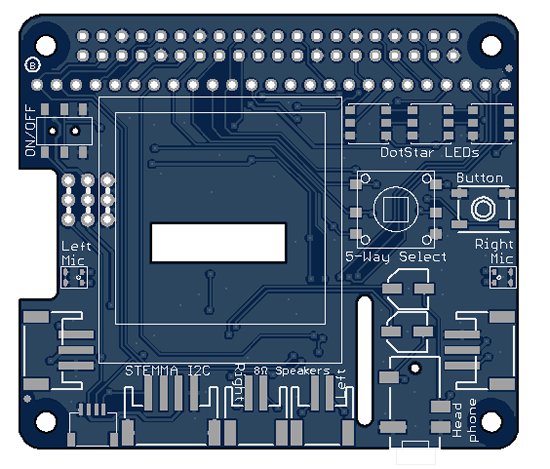 B
ON/OFF
DotStar LEDs
Button
Left
Mic
5-Way Select
Right
Mic
STEMMA I2C
Right
8Ω Speakers
Left
Head
phone